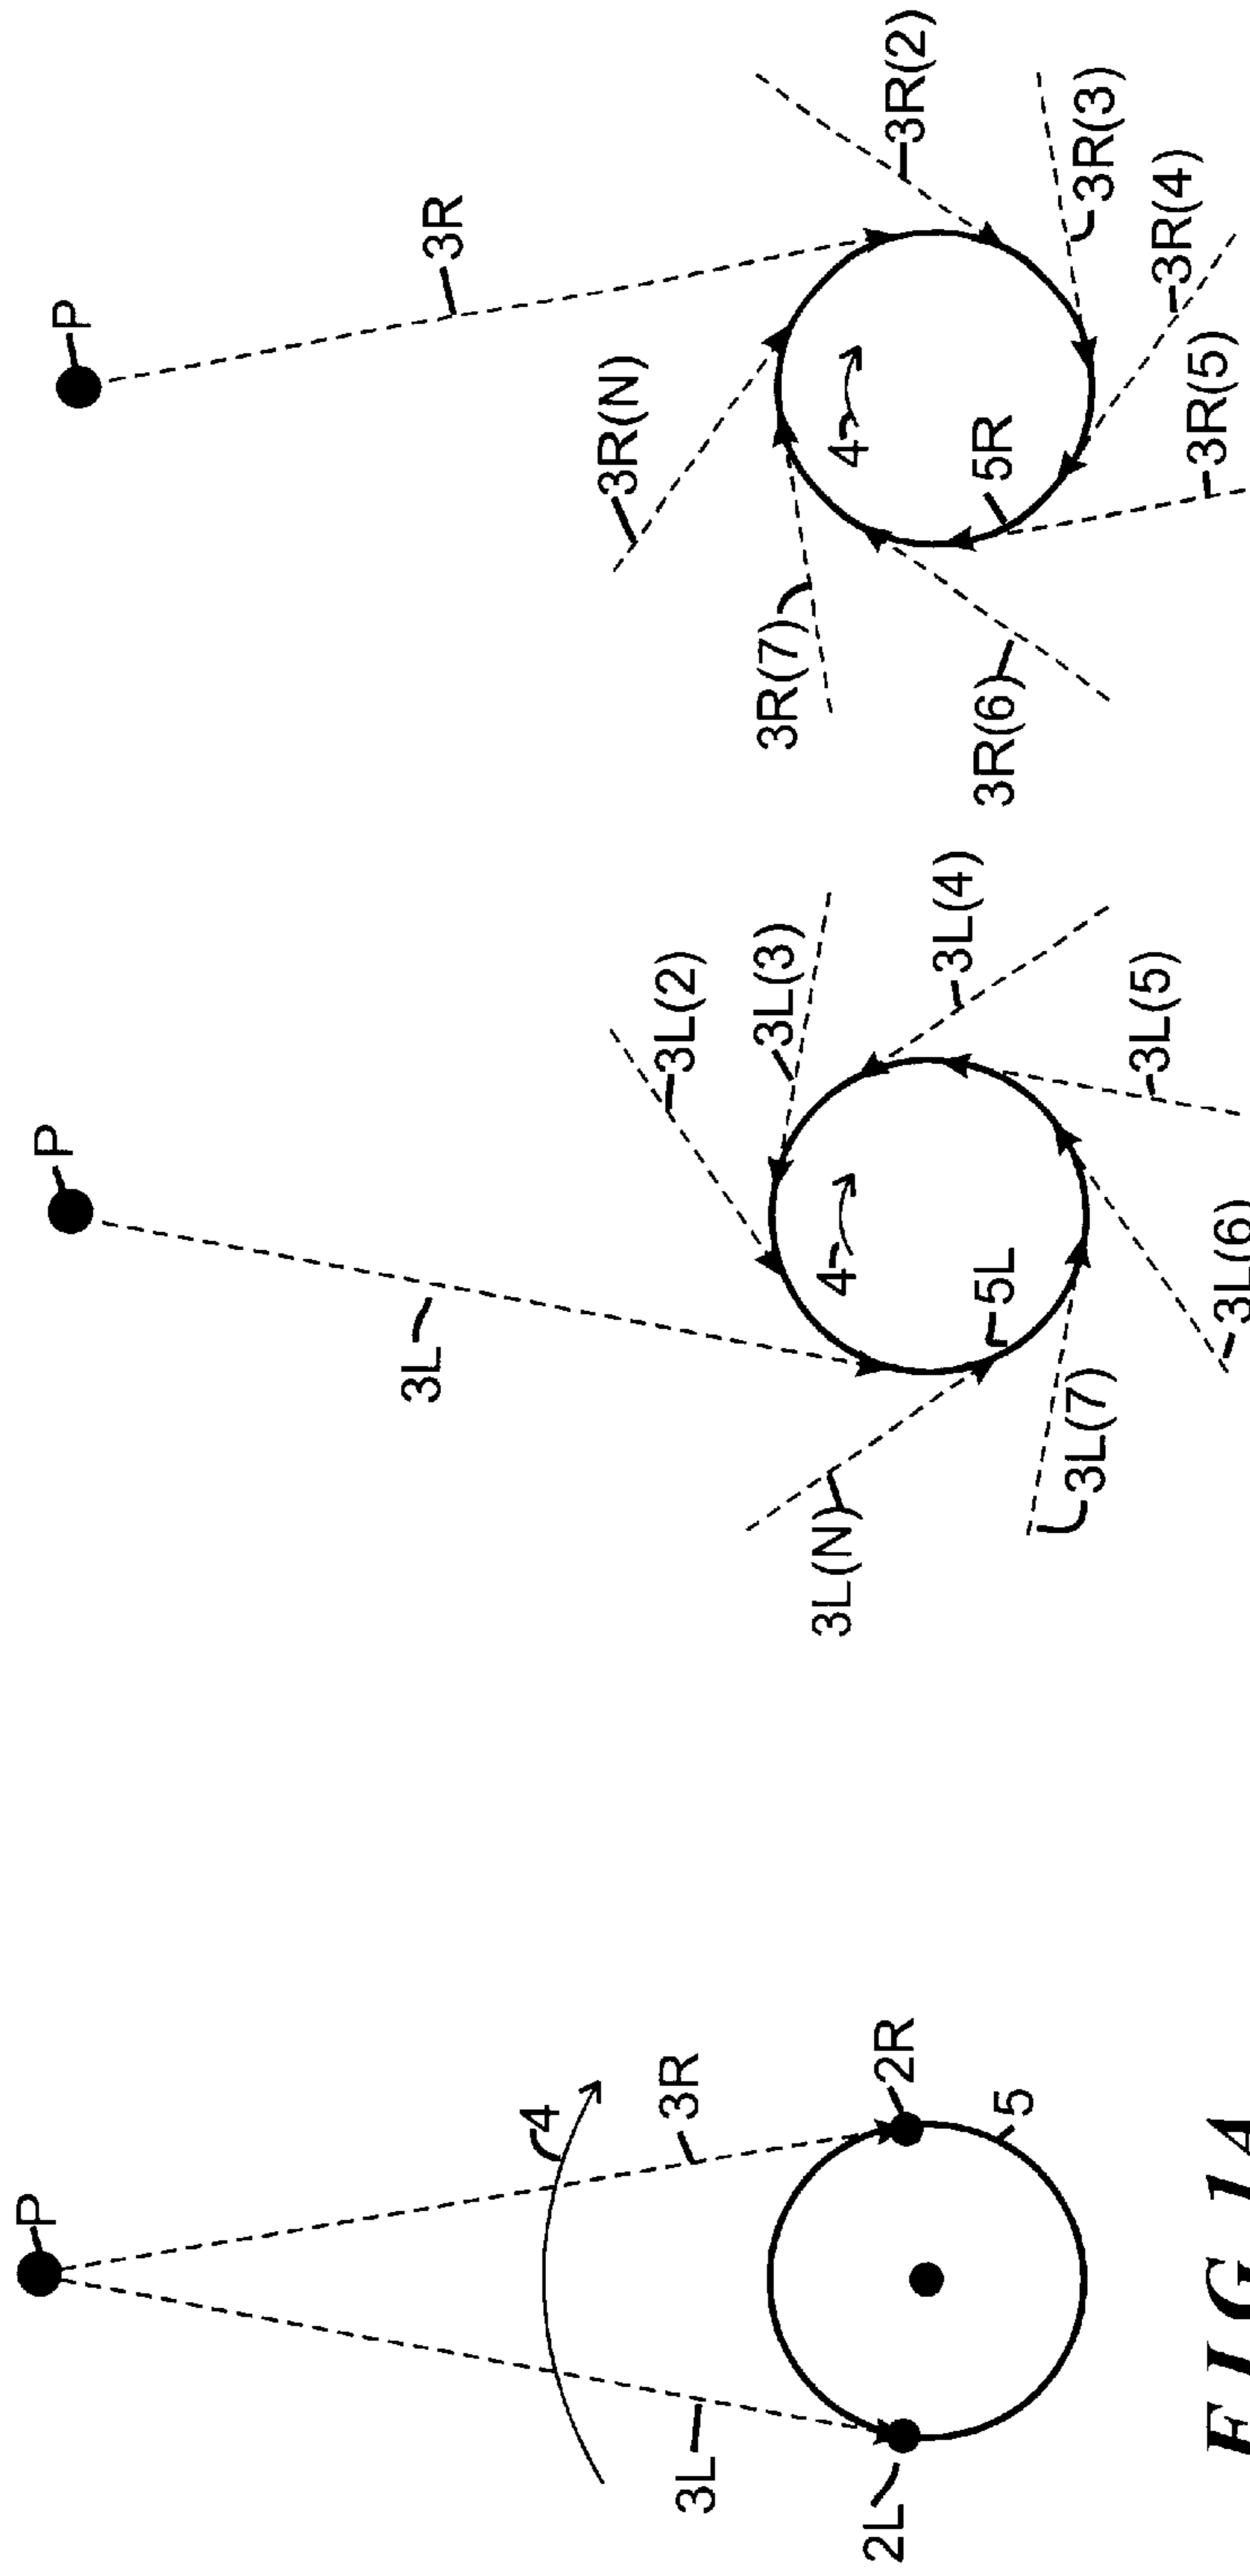 P
4
3L
3R
2L
2R
5
FIG 1A
P
3L
3L(2)
3L(3)
3L(N)
4
3L(4)
5L
3L(7)
3L(5)
3L(6)
P
3R
3R(N)
3R(2)
3R(7)
4
3R(3)
5R
3R(4)
3R(6)
3R(5)